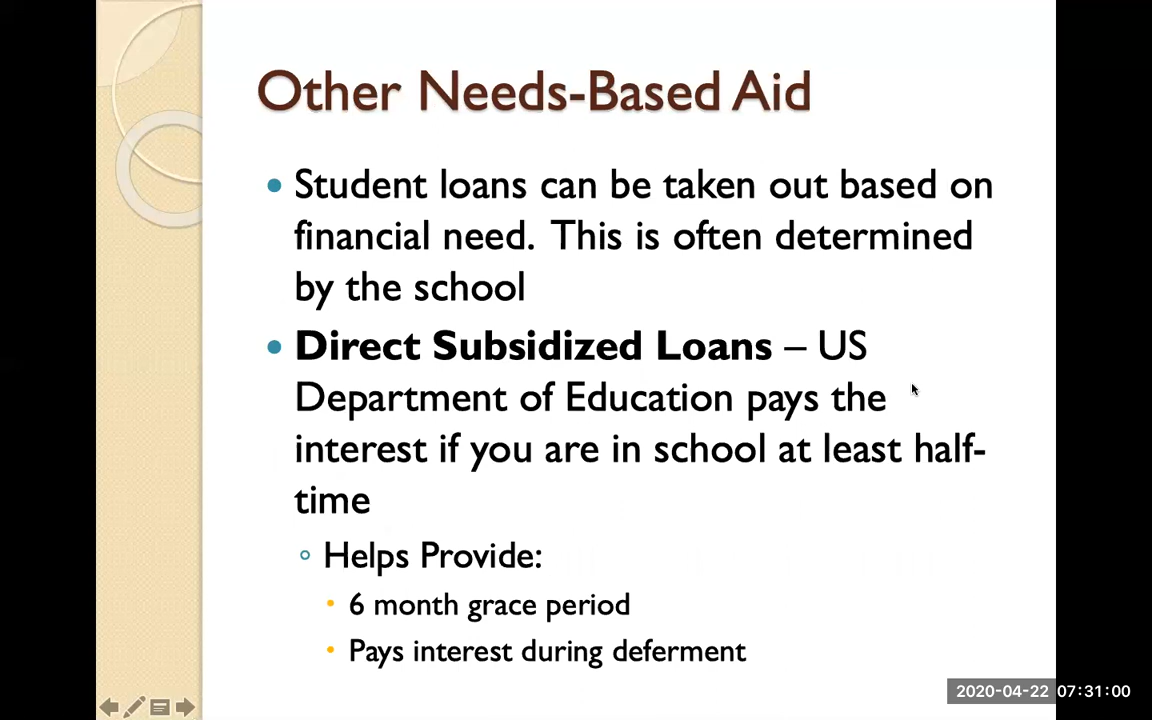 Other Needs-Based Aid
• Student loans can be taken out based on
financial need.  This is often determined
by the school
• Direct Subsidized Loans – US
Department of Education pays the
interest if you are in school at least half-
time
◦ Helps Provide:
• 6 month grace period
• Pays interest during deferment
2020-04-22 07:31:00